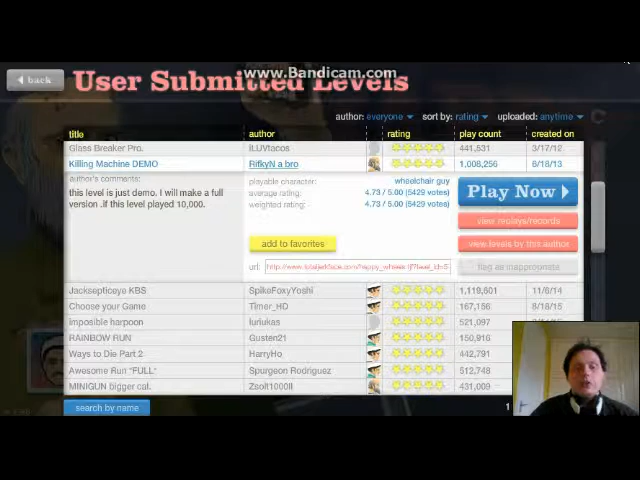 www.Bandicam.com
back
User Submitted Levels
author: everyone sort by: rating uploaded: anytime
title author rating play count created on
Glass Breaker Pro. iLUVtacos 441,531 3/17/12
Killing Machine DEMO RifkyN a bro 1,008,256 6/18/13
author's comments:
this level is just demo. I will make a full
version .if this level played 10,000.
playable character: wheelchair guy
average rating: 4.73 / 5.00 (5429 votes)
weighted rating: 4.73 / 5.00 (5429 votes)
Play Now
view replays/records
add to favorites
view levels by this author
url:
flag as inappropriate
Jacksepticeye KBS SpikeFoxyYoshi 1,119,601 11/6/14
Choose your Game Timer_HD 167,156 8/18/15
imposible harpoon 521,097
RAINBOW RUN Gusten21 150,916
Ways to Die Part 2 HarryHo 442,791
Awesome Run "FULL" Spurgeon Rodriguez 512,748
MINIGUN bigger cal. Zsolt1000II 431,009
search by name
1